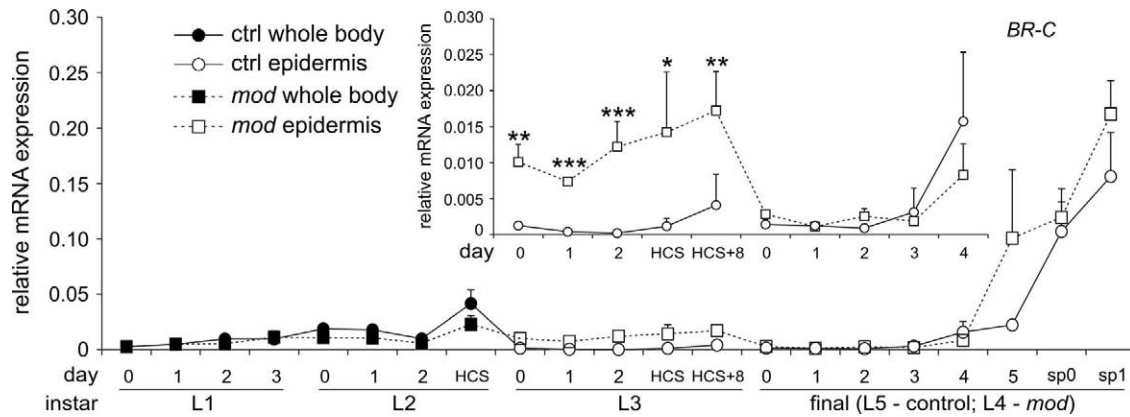 BR-C
relative mRNA expression
0.30
0.25
0.20
0.15
0.10
0.05
0
ctrl whole body
ctrl epidermis
mod whole body
mod epidermis
relative mRNA expression
0.030
0.025
0.020
0.015
0.010
0.005
0
** *** *** * **
day 0 1 2 HCS HCS+8 0 1 2 3 4
day 0 1 2 3 0 1 2 HCS 0 1 2 HCS HCS+8 0 1 2 3 4 5 sp0 sp1
instar L1 L2 L3 final (L5 - control; L4 - mod)